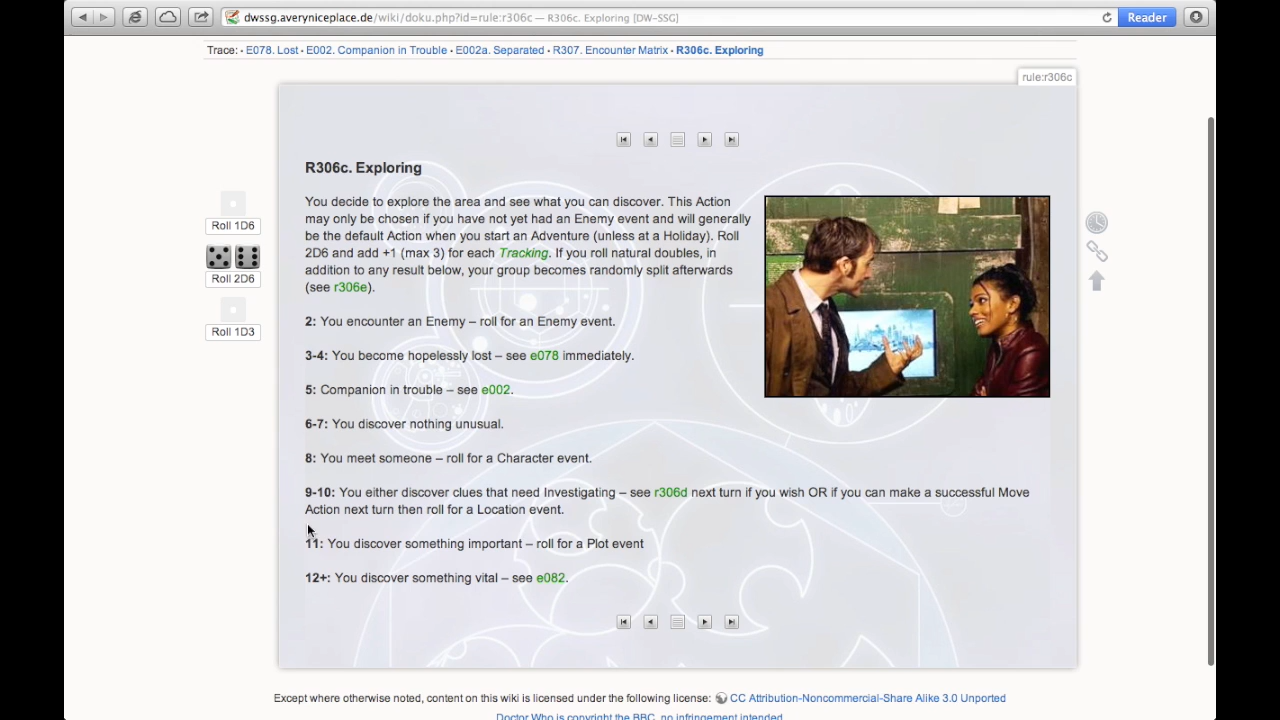 dwssg.averyniceplace.de/wiki/doku.php?id=rule:r306c — R306c. Exploring [DW-SSG]
Reader
Trace: • E078. Lost • E002. Companion in Trouble • E002a. Separated • R307. Encounter Matrix • R306c. Exploring
rule:r306c
R306c. Exploring
You decide to explore the area and see what you can discover. This Action
may only be chosen if you have not yet had an Enemy event and will generally
be the default Action when you start an Adventure (unless at a Holiday). Roll
2D6 and add +1 (max 3) for each Tracking. If you roll natural doubles, in
addition to any result below, your group becomes randomly split afterwards
(see r306e).
Roll 1D6
Roll 2D6
Roll 1D3
2: You encounter an Enemy – roll for an Enemy event.
3-4: You become hopelessly lost – see e078 immediately.
5: Companion in trouble – see e002.
6-7: You discover nothing unusual.
8: You meet someone – roll for a Character event.
9-10: You either discover clues that need Investigating – see r306d next turn if you wish OR if you can make a successful Move
Action next turn then roll for a Location event.
11: You discover something important – roll for a Plot event
12+: You discover something vital – see e082.
Except where otherwise noted, content on this wiki is licensed under the following license: CC Attribution-Noncommercial-Share Alike 3.0 Unported
Doctor Who is copyright the BBC, no infringement intended